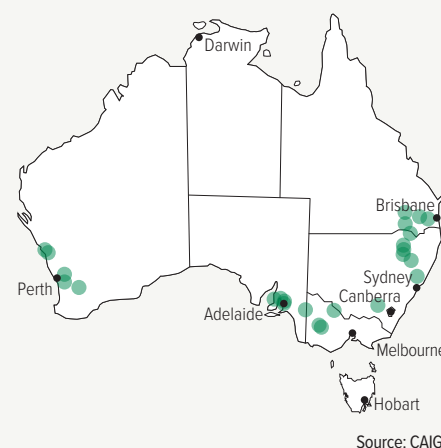 Darwin
Brisbane
Perth
Sydney
Canberra
Adelaide
Melbourne
Hobart
Source: CAIG